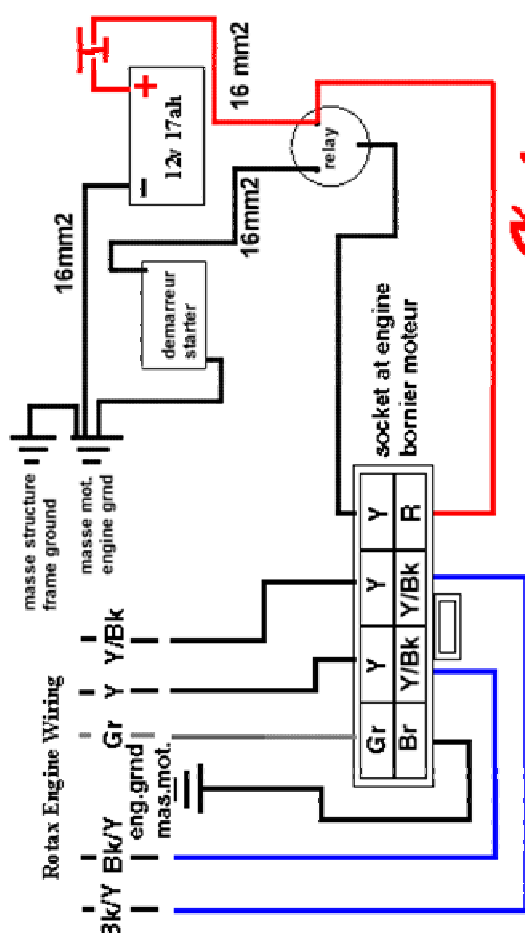 16 mm2
+
12v 17ah
-
relay
16mm2
16mm2
demarreur
starter
socket at engine
bornier moteur
masse structure
frame ground
masse mot.
engine grnd
Y Y Y Gr
R Y/Bk Y/Bk Br
Rotax Engine Wiring
Y/Bk
Y
Gr
eng.grnd
mas.mot.
Bk/Y
Bk/Y